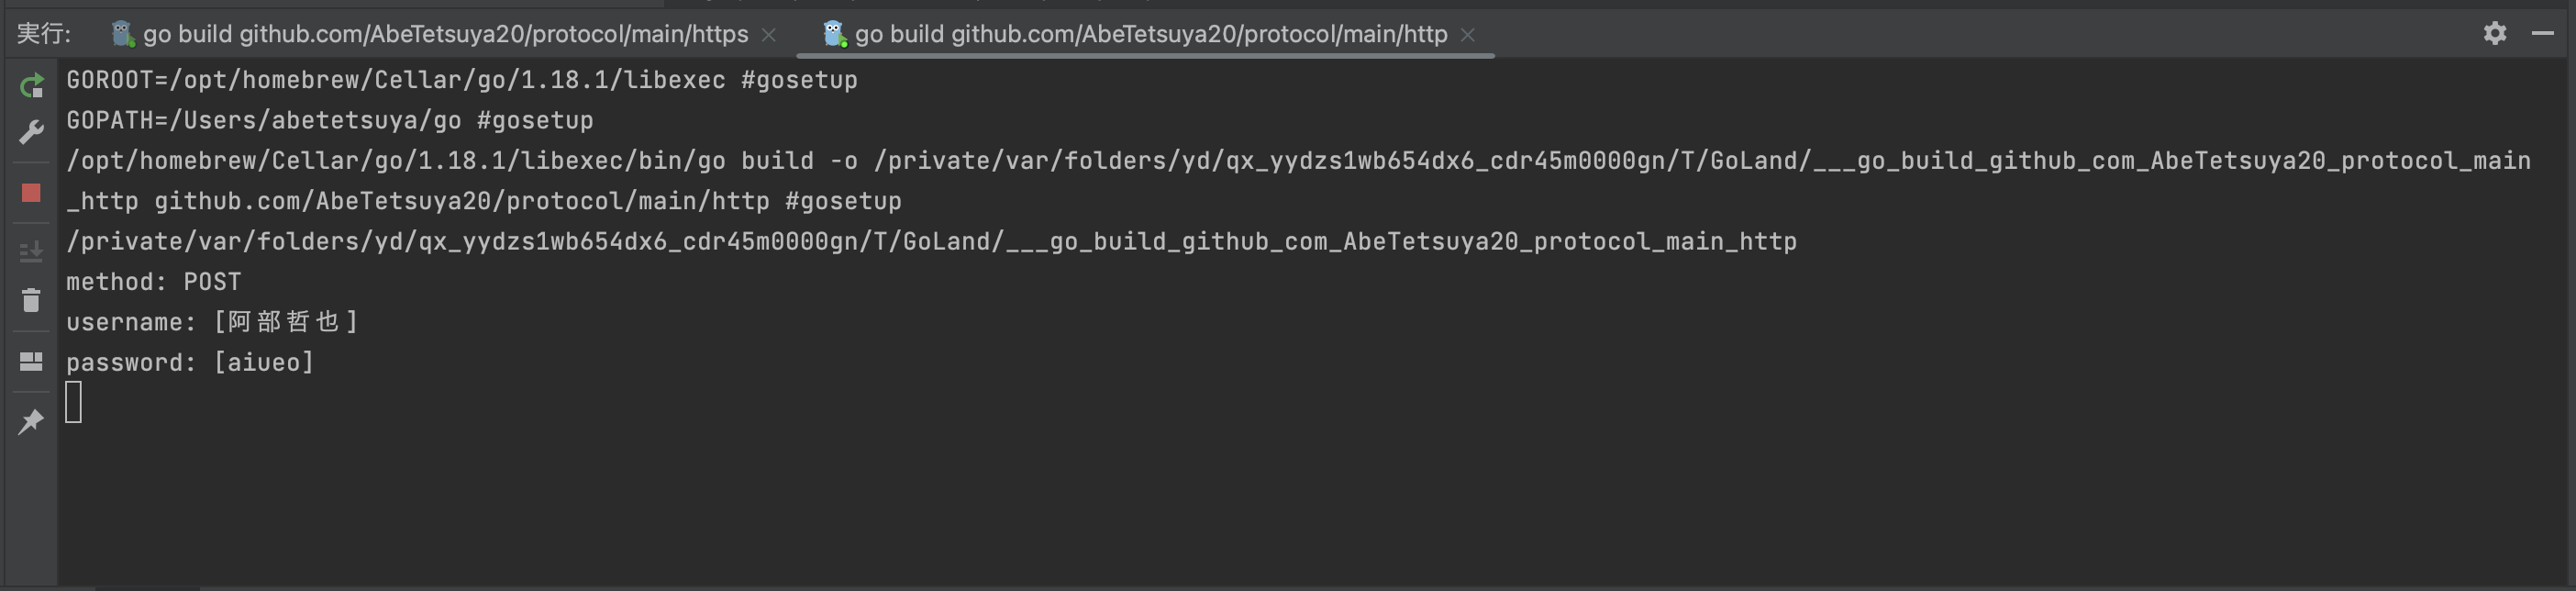 実行: go build github.com/AbeTetsuya20/protocol/main/https go build github.com/AbeTetsuya20/protocol/main/http
GOROOT=/opt/homebrew/Cellar/go/1.18.1/libexec #gosetup
GOPATH=/Users/abetetsuya/go #gosetup
/opt/homebrew/Cellar/go/1.18.1/libexec/bin/go build -o /private/var/folders/yd/qx_yydzs1wb654dx6_cdr45m0000gn/T/GoLand/___go_build_github_com_AbeTetsuya20_protocol_main
_http github.com/AbeTetsuya20/protocol/main/http #gosetup
/private/var/folders/yd/qx_yydzs1wb654dx6_cdr45m0000gn/T/GoLand/___go_build_github_com_AbeTetsuya20_protocol_main_http
method: POST
username: [阿部哲也]
password: [aiueo]